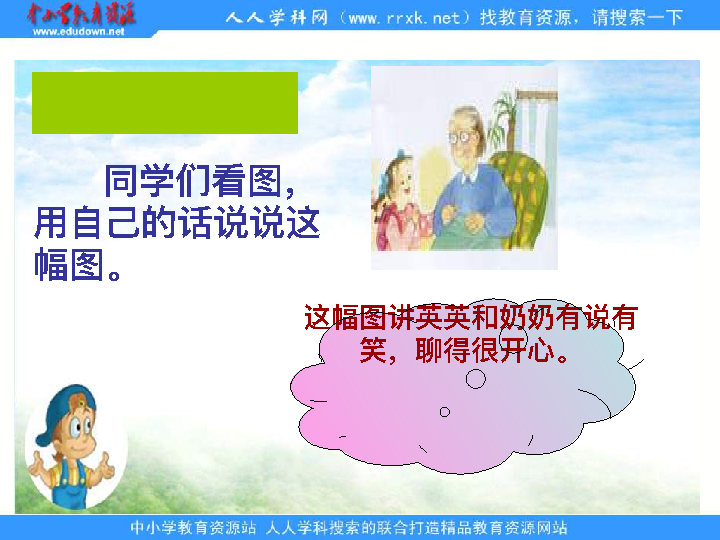 中小学教育资源
www.edudown.net
人人学科网（www.rrxk.net）找教育资源，请搜索一下
同学们看图，
用自己的话说说这
幅图。
这幅图讲英英和奶奶有说有
笑，聊得很开心。
中小学教育资源站 人人学科搜索的联合打造精品教育资源网站